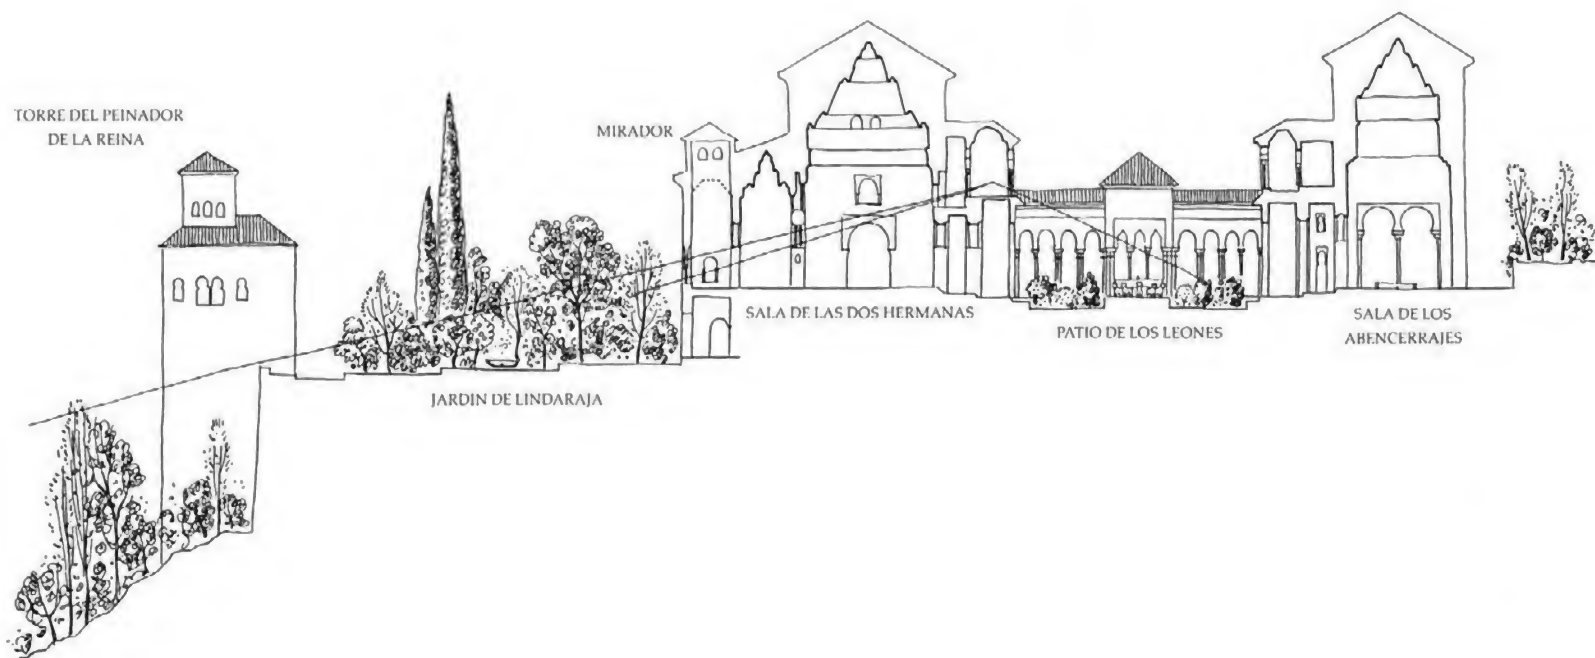 TORRE DEL PEINADOR
DE LA REINA
MIRADOR
SALA DE LAS DOS HERMANAS
PATIO DE LOS LEONES
SALA DE LOS
ABENCERRAJES
JARDIN DE LINDARAJA